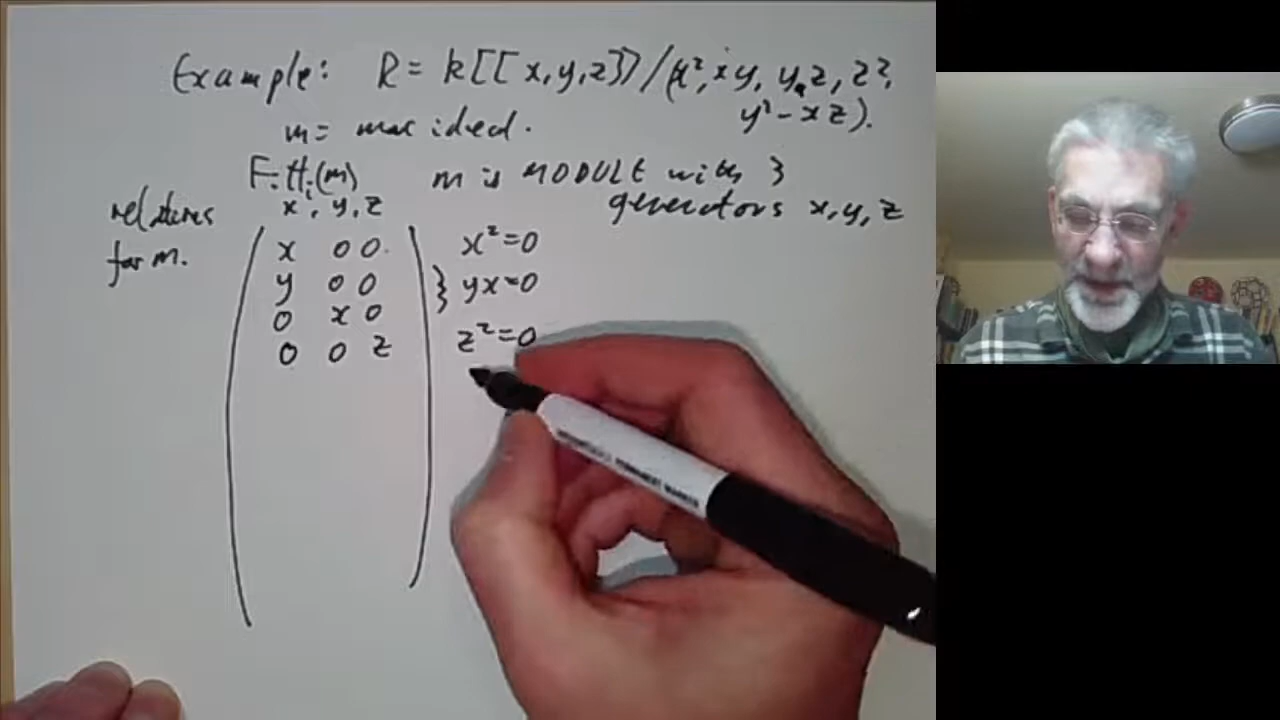 Example: R = k[[x,y,z]]/(x², xy, yz, z²,
y²-xz).
m = max ideal.
Fitt_i(m) m is MODULE with 3
generators x,y,z
relations
for m.
x, y, z
x 0 0 x²=0
y 0 0 } yx=0
0 x 0
0 0 z z²=0